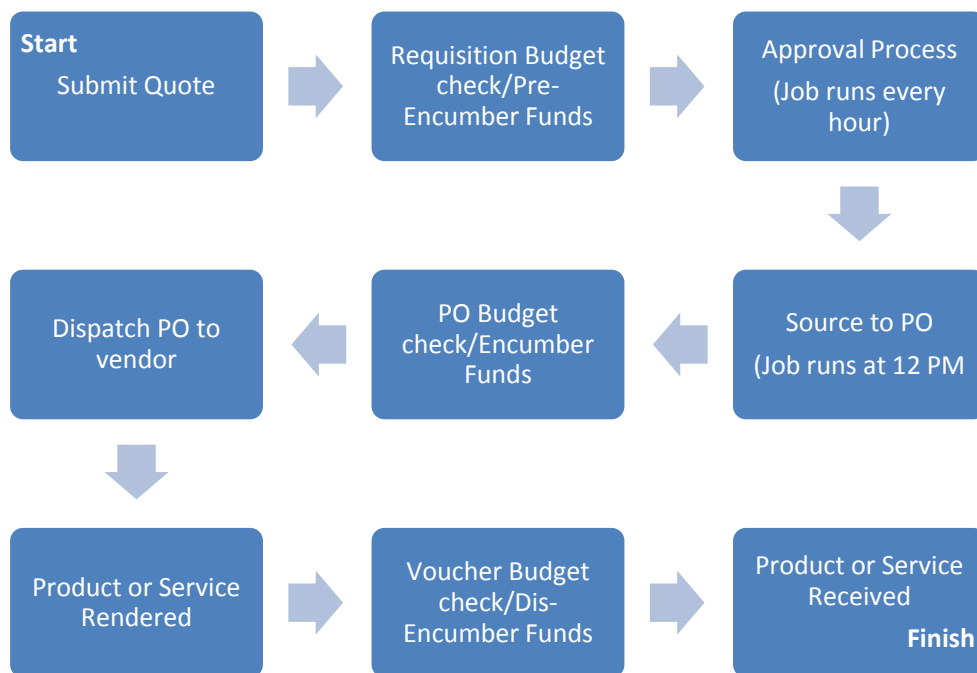 Start
Submit Quote
Requisition Budget
check/Pre-
Encumber Funds
Approval Process
(Job runs every
hour)
Source to PO
(Job runs at 12 PM
PO Budget
check/Encumber
Funds
Dispatch PO to
vendor
Product or Service
Rendered
Voucher Budget
check/Dis-
Encumber Funds
Product or Service
Received
Finish